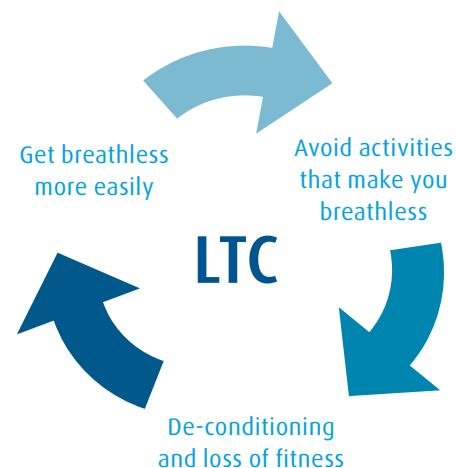 Get breathless
more easily
Avoid activities
that make you
breathless
LTC
De-conditioning
and loss of fitness